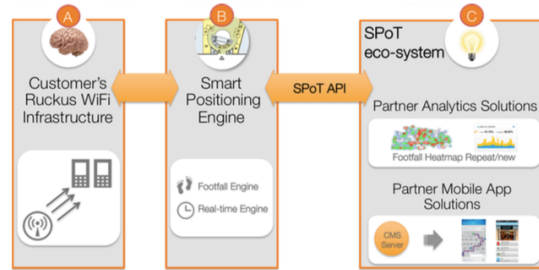 A
Customer's
Ruckus WiFi
Infrastructure
B
Smart
Positioning
Engine
Footfall Engine
Real-time Engine
SPoT API
C
SPoT
eco-system
Partner Analytics Solutions
Footfall Heatmap Repeat/new
Partner Mobile App
Solutions
CMS
Server